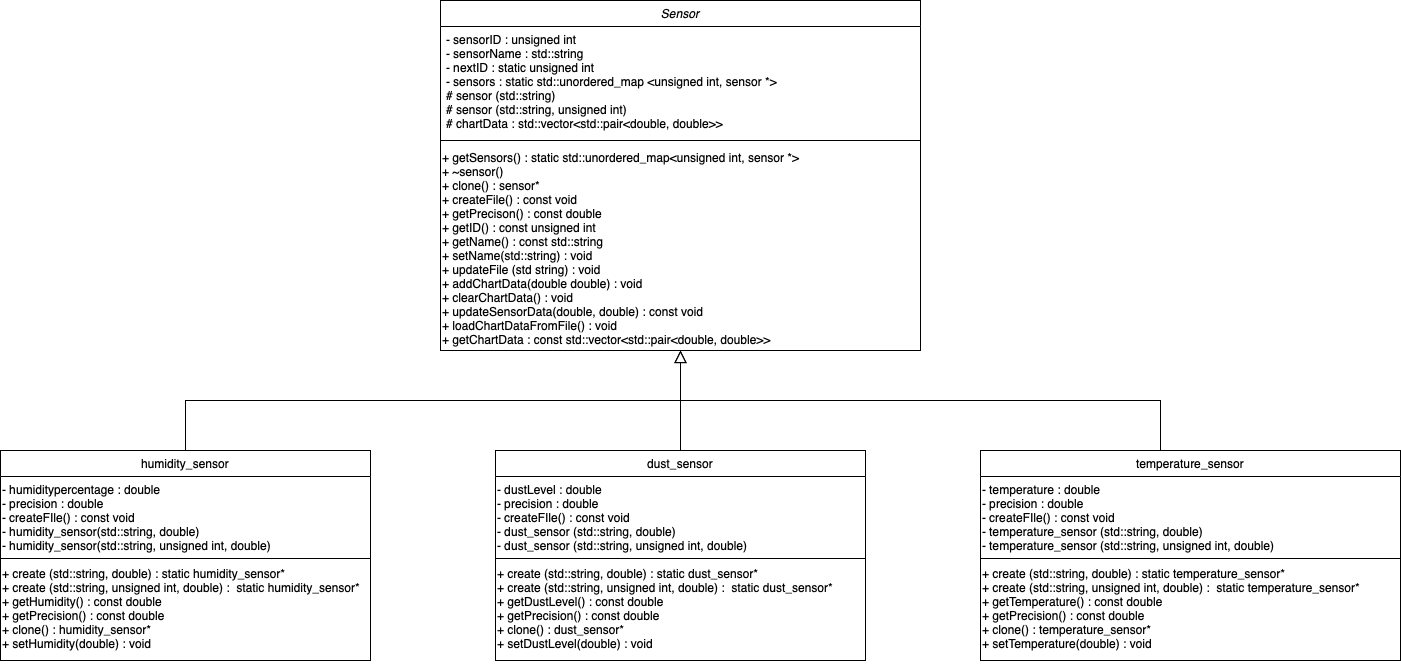 Sensor
- sensorID : unsigned int
- sensorName : std::string
- nextID : static unsigned int
- sensors : static std::unordered_map <unsigned int, sensor *>
# sensor (std::string)
# sensor (std::string, unsigned int)
# chartData : std::vector<std::pair<double, double>>
+ getSensors() : static std::unordered_map<unsigned int, sensor *>
+ ~sensor()
+ clone() : sensor*
+ createFile() : const void
+ getPrecison() : const double
+ getID() : const unsigned int
+ getName() : const std::string
+ setName(std::string) : void
+ updateFile (std string) : void
+ addChartData(double double) : void
+ clearChartData() : void
+ updateSensorData(double, double) : const void
+ loadChartDataFromFile() : void
+ getChartData : const std::vector<std::pair<double, double>>
humidity_sensor
- humiditypercentage : double
- precision : double
- createFIle() : const void
- humidity_sensor(std::string, double)
- humidity_sensor(std::string, unsigned int, double)
+ create (std::string, double) : static humidity_sensor*
+ create (std::string, unsigned int, double) :  static humidity_sensor*
+ getHumidity() : const double
+ getPrecision() : const double
+ clone() : humidity_sensor*
+ setHumidity(double) : void
dust_sensor
- dustLevel : double
- precision : double
- createFIle() : const void
- dust_sensor (std::string, double)
- dust_sensor (std::string, unsigned int, double)
+ create (std::string, double) : static dust_sensor*
+ create (std::string, unsigned int, double) :  static dust_sensor*
+ getDustLevel() : const double
+ getPrecision() : const double
+ clone() : dust_sensor*
+ setDustLevel(double) : void
temperature_sensor
- temperature : double
- precision : double
- createFIle() : const void
- temperature_sensor (std::string, double)
- temperature_sensor (std::string, unsigned int, double)
+ create (std::string, double) : static temperature_sensor*
+ create (std::string, unsigned int, double) :  static temperature_sensor*
+ getTemperature() : const double
+ getPrecision() : const double
+ clone() : temperature_sensor*
+ setTemperature(double) : void